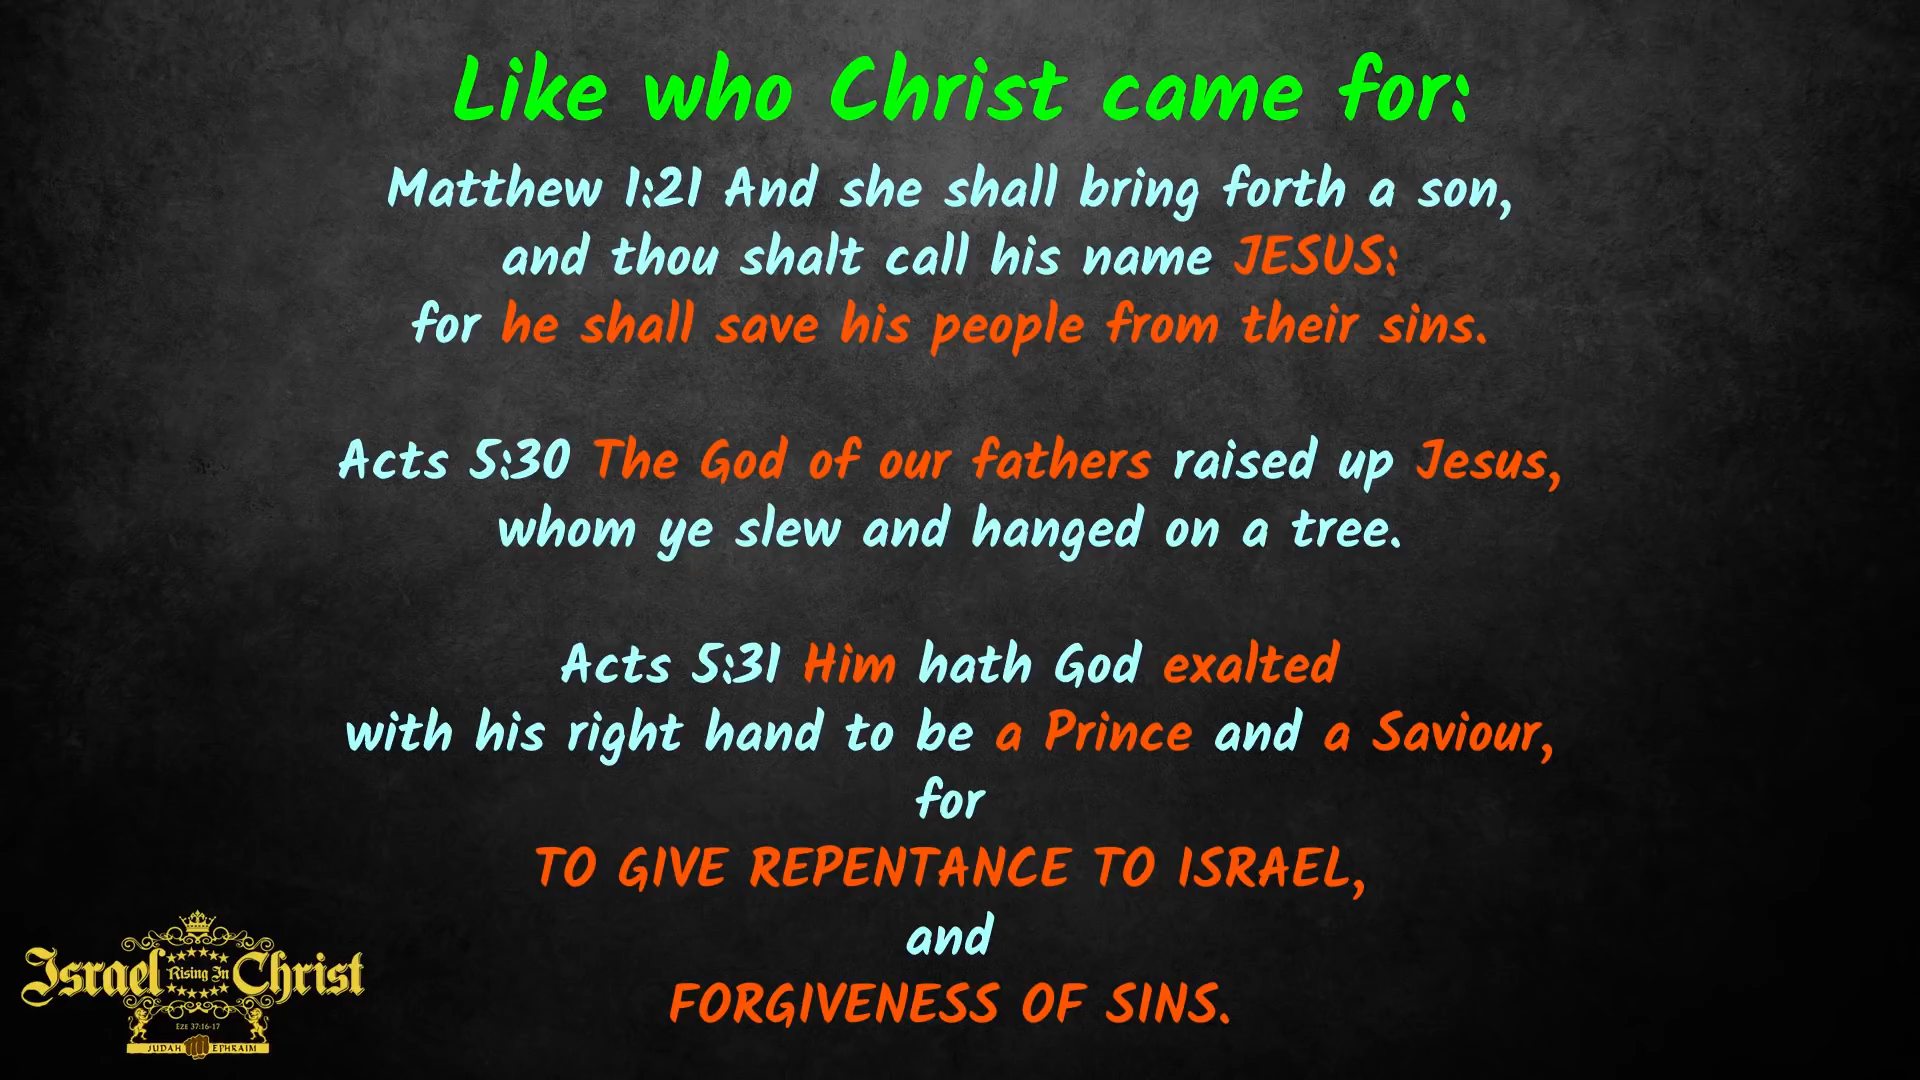 Like who Christ came for:
Matthew 1:21 And she shall bring forth a son,
and thou shalt call his name JESUS:
for he shall save his people from their sins.
Acts 5:30 The God of our fathers raised up Jesus,
whom ye slew and hanged on a tree.
Acts 5:31 Him hath God exalted
with his right hand to be a Prince and a Saviour,
for
TO GIVE REPENTANCE TO ISRAEL,
and
FORGIVENESS OF SINS.
Israel Rising In Christ
EZE 37:16-17
JUDAH EPHRAIM